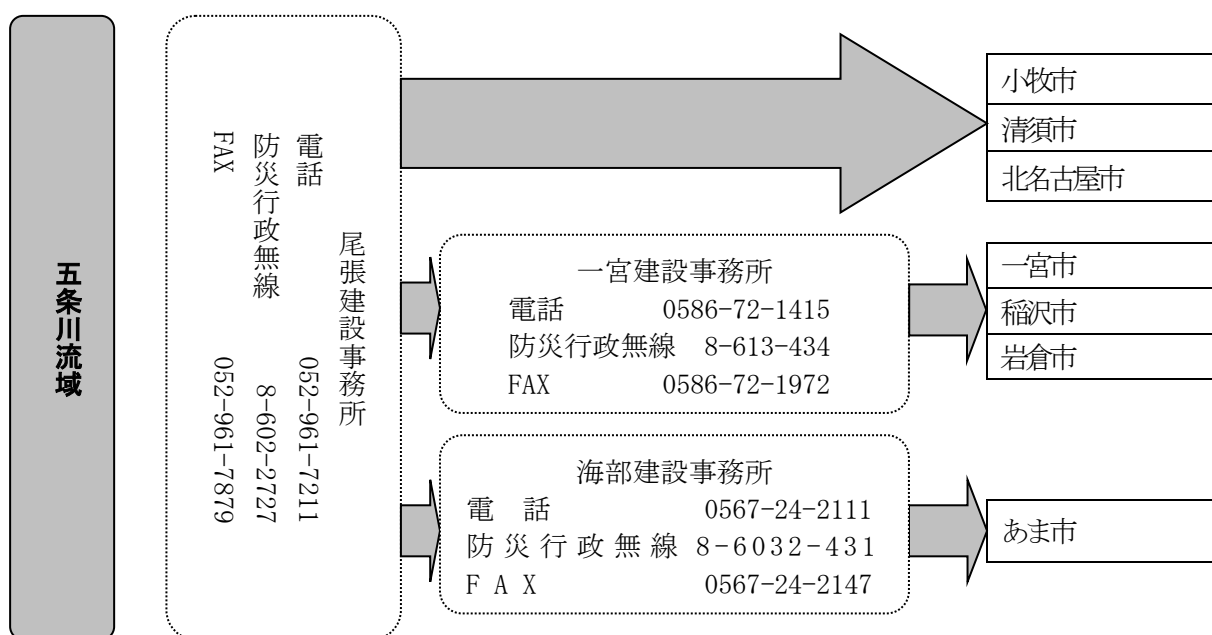 五条川流域
尾張建設事務所
電話 052-961-7211
防災行政無線 8-602-2727
FAX 052-961-7879
小牧市
清須市
北名古屋市
一宮建設事務所
電話 0586-72-1415
防災行政無線 8-613-434
FAX 0586-72-1972
一宮市
稲沢市
岩倉市
海部建設事務所
電 話 0567-24-2111
防災行政無線 8-6032-431
F A X 0567-24-2147
あま市